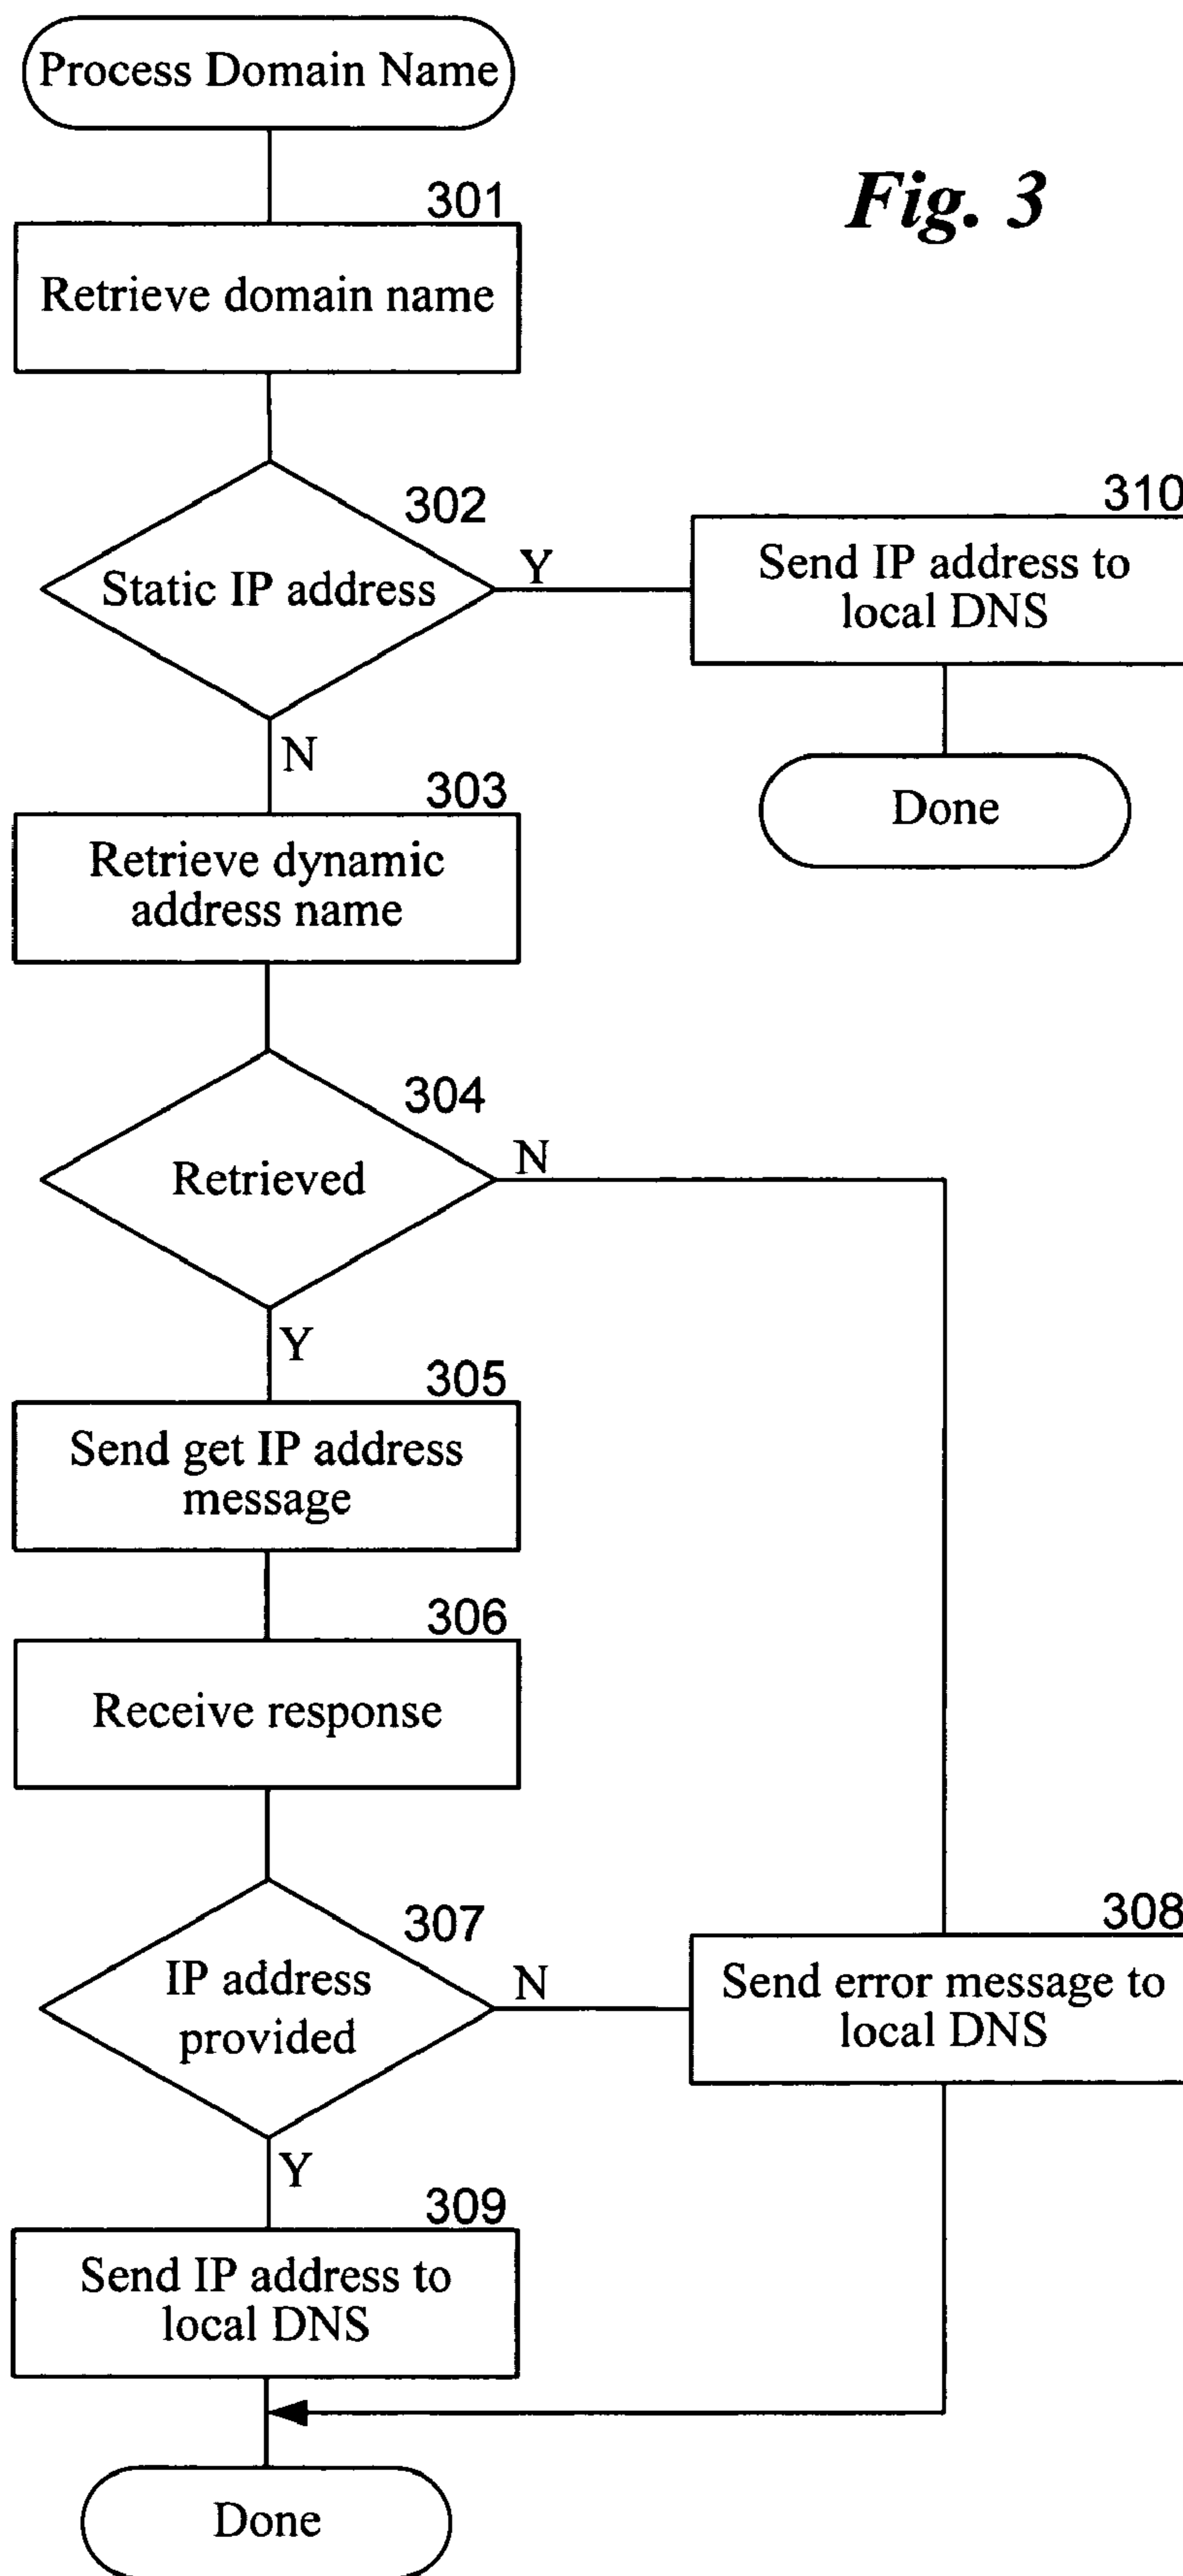 Process Domain Name
Fig. 3
301
Retrieve domain name
302
Static IP address
Y
N
310
Send IP address to
local DNS
Done
303
Retrieve dynamic
address name
304
Retrieved
N
Y
305
Send get IP address
message
306
Receive response
307
IP address
provided
N
Y
308
Send error message to
local DNS
309
Send IP address to
local DNS
Done